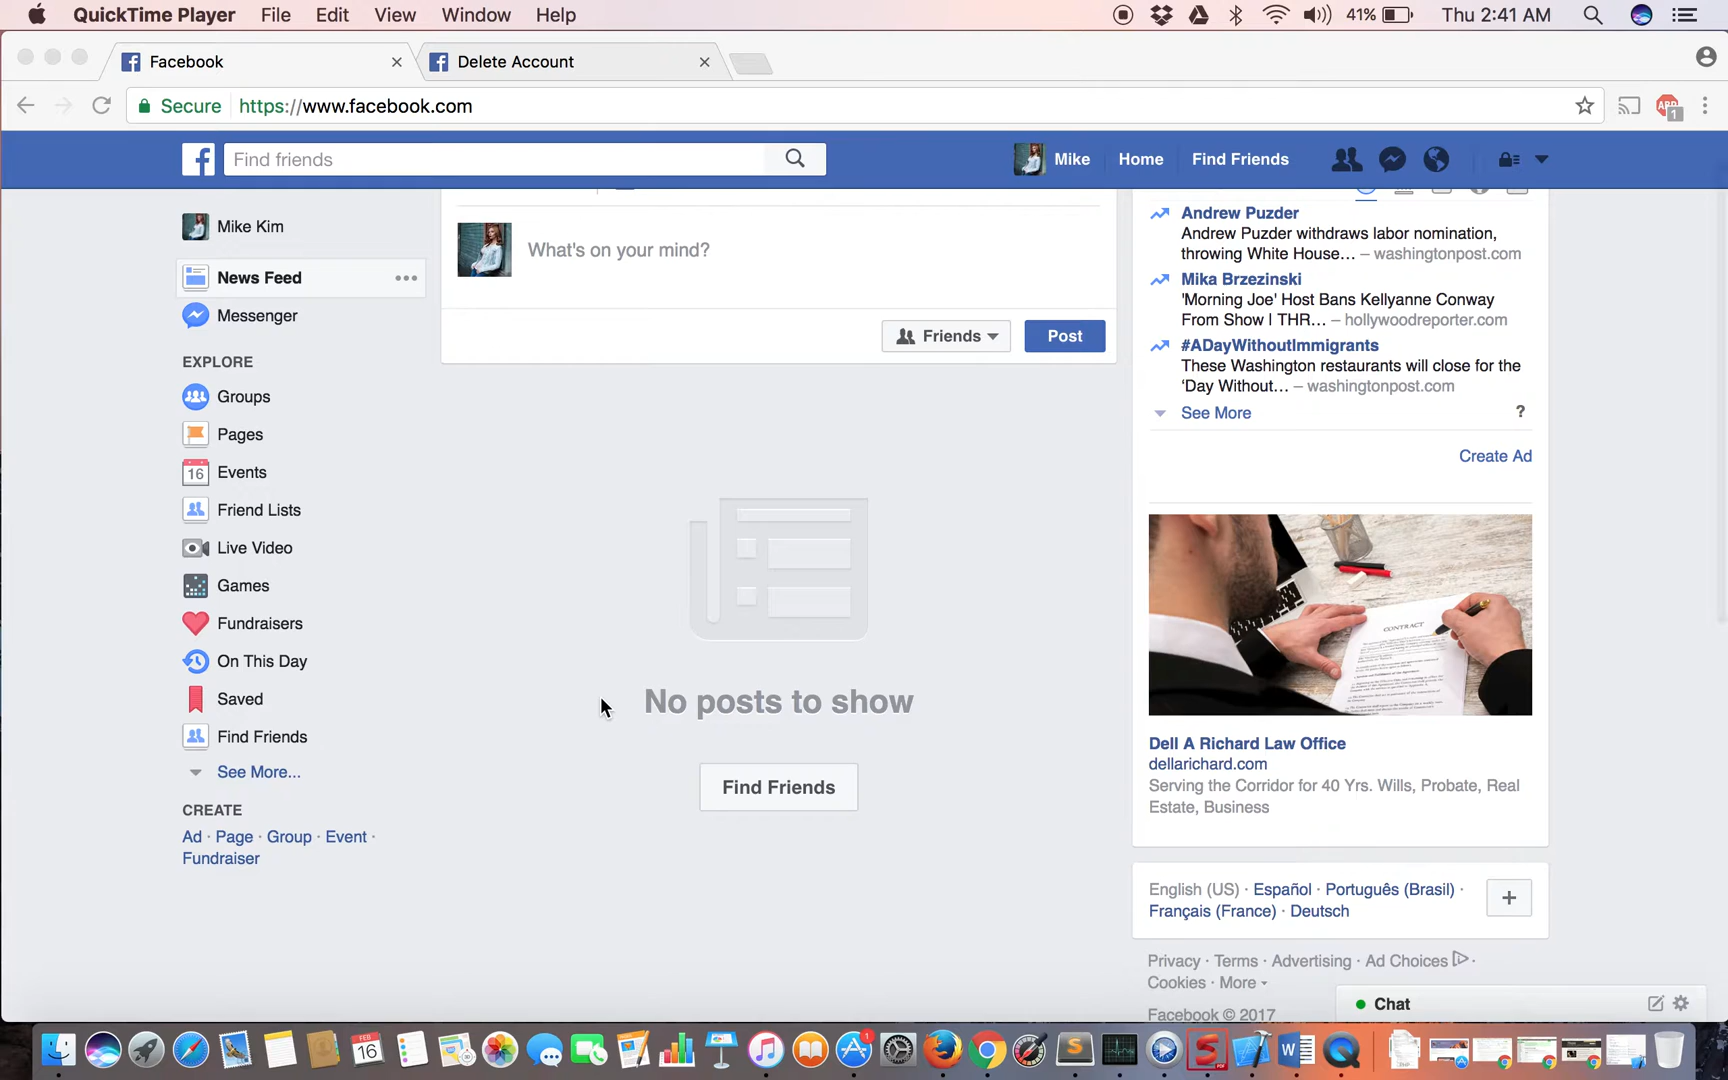 QuickTime Player File Edit View Window Help 41% Thu 2:41 AM
Facebook Delete Account
Secure https://www.facebook.com ABP 1
Find friends Mike Home Find Friends
Mike Kim
News Feed
Messenger
EXPLORE
Groups
Pages
16 Events
Friend Lists
Live Video
Games
Fundraisers
On This Day
Saved
Find Friends
See More...
CREATE
Ad · Page · Group · Event ·
Fundraiser
What's on your mind?
Friends Post
No posts to show
Find Friends
Andrew Puzder
Andrew Puzder withdraws labor nomination,
throwing White House… – washingtonpost.com
Mika Brzezinski
'Morning Joe' Host Bans Kellyanne Conway
From Show | THR… – hollywoodreporter.com
#ADayWithoutImmigrants
These Washington restaurants will close for the
‘Day Without… – washingtonpost.com
See More ?
Create Ad
CONTRACT
Dell A Richard Law Office
dellarichard.com
Serving the Corridor for 40 Yrs. Wills, Probate, Real
Estate, Business
English (US) · Español · Português (Brasil) ·
Français (France) · Deutsch
+
Privacy · Terms · Advertising · Ad Choices ·
Cookies · More
Facebook © 2017
Chat
FEB
16
1
S
S
PDF
W